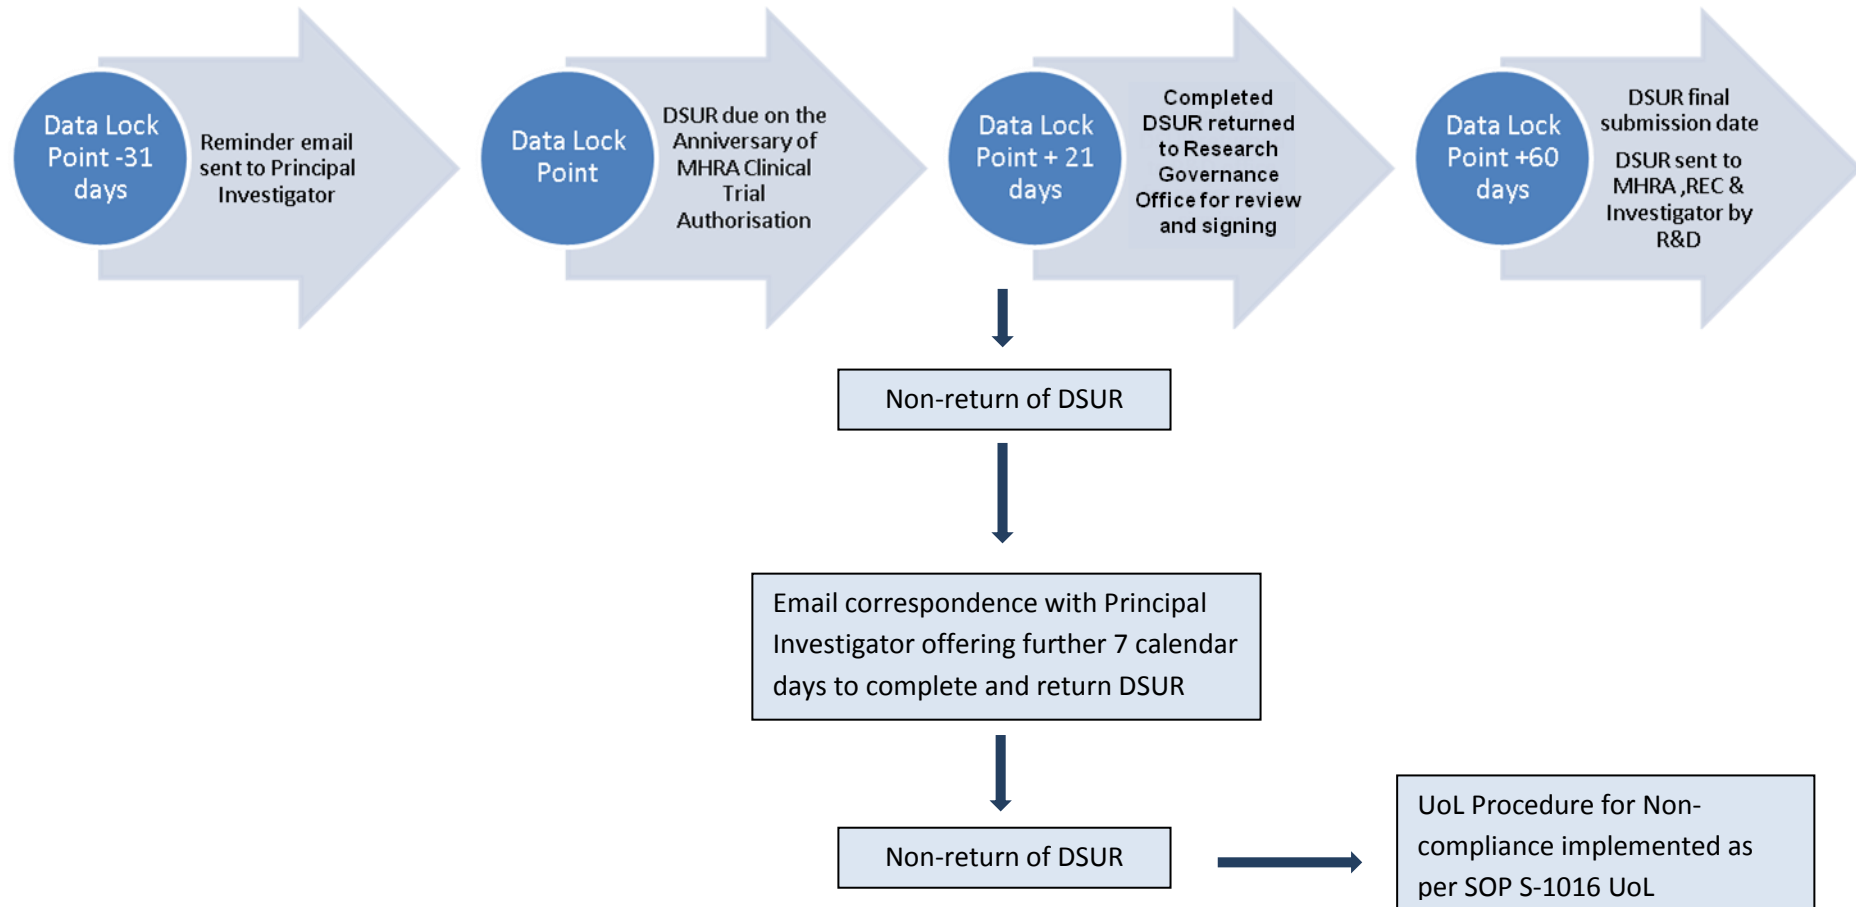 Data Lock
Point -31
days
Reminder email
sent to Principal
Investigator
Data Lock
Point
DSUR due on the
Anniversary of
MHRA Clinical
Trial
Authorisation
Data Lock
Point + 21
days
Completed
DSUR returned
to Research
Governance
Office for review
and signing
Data Lock
Point +60
days
DSUR final
submission date
DSUR sent to
MHRA ,REC &
Investigator by
R&D
Non-return of DSUR
Email correspondence with Principal
Investigator offering further 7 calendar
days to complete and return DSUR
Non-return of DSUR
UoL Procedure for Non-
compliance implemented as
per SOP S-1016 UoL